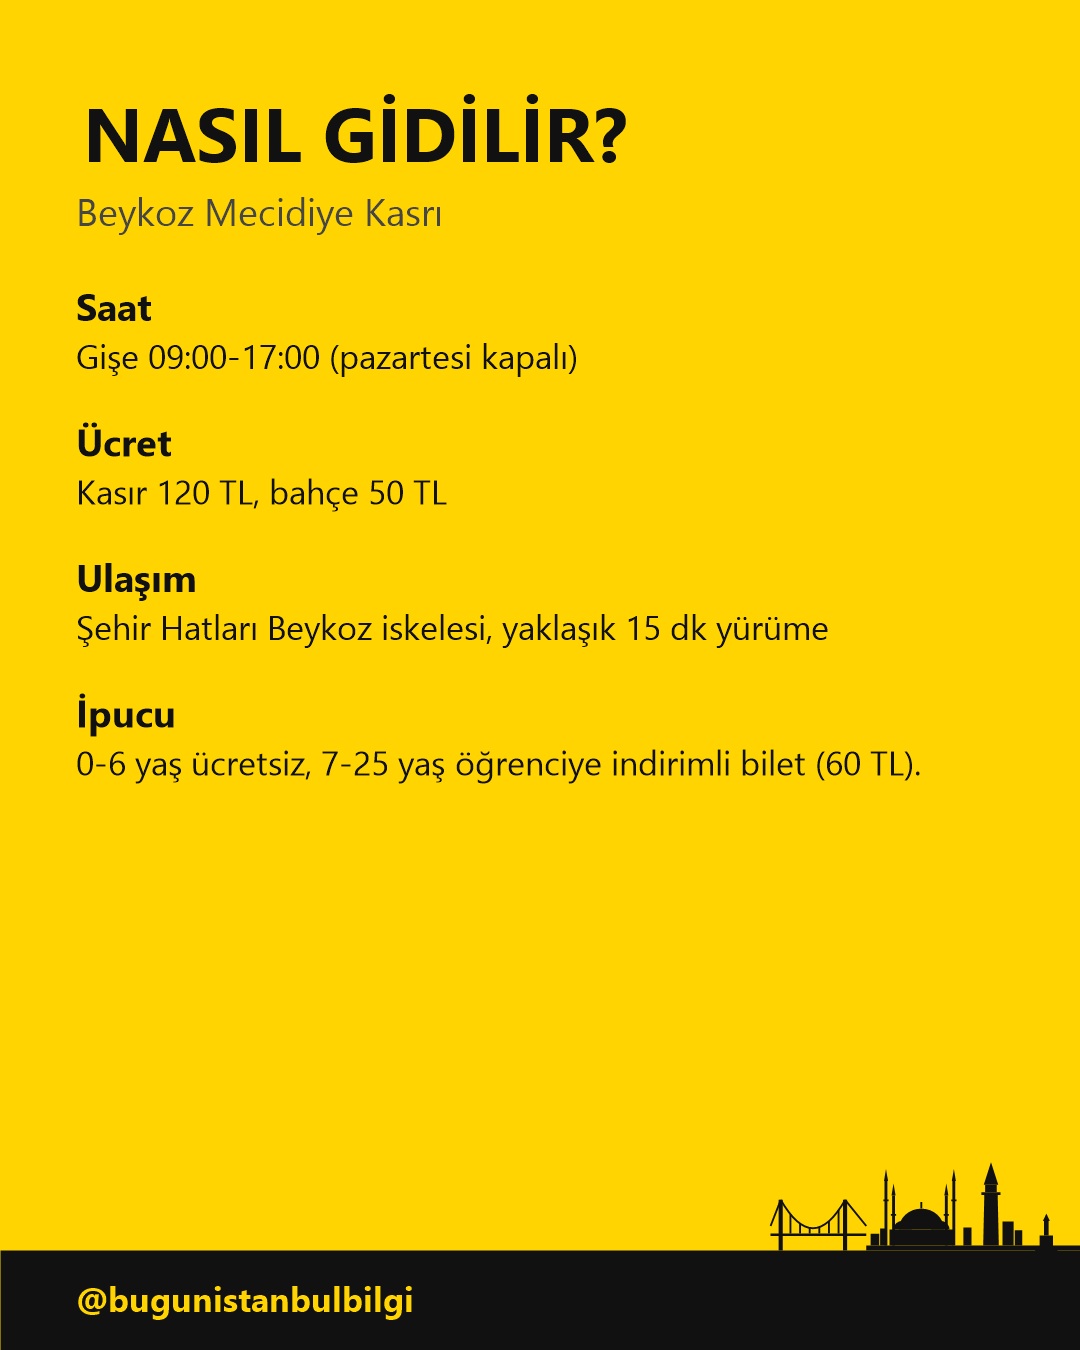 NASIL GİDİLİR?
Beykoz Mecidiye Kasrı
Saat
Gişe 09:00-17:00 (pazartesi kapalı)
Ücret
Kasır 120 TL, bahçe 50 TL
Ulaşım
Şehir Hatları Beykoz iskelesi, yaklaşık 15 dk yürüme
İpucu
0-6 yaş ücretsiz, 7-25 yaş öğrenciye indirimli bilet (60 TL).
@bugunistanbulbilgi